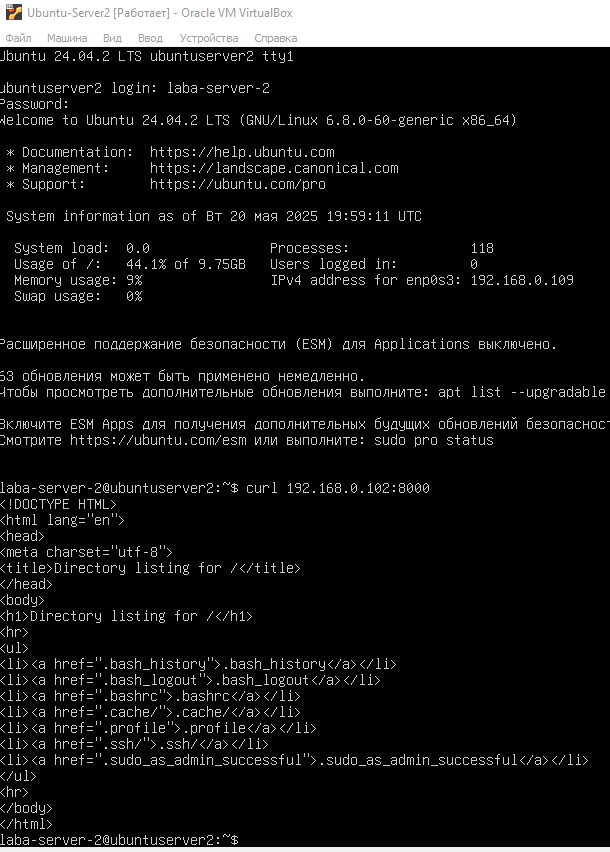 Ubuntu-Server2 [Работает] - Oracle VM VirtualBox
Файл Машина Вид Ввод Устройства Справка
Ubuntu 24.04.2 LTS ubuntuserver2 tty1
ubuntuserver2 login: laba-server-2
Password:
Welcome to Ubuntu 24.04.2 LTS (GNU/Linux 6.8.0-60-generic x86_64)
* Documentation: https://help.ubuntu.com
* Management: https://landscape.canonical.com
* Support: https://ubuntu.com/pro
System information as of Вт 20 мая 2025 19:59:11 UTC
System load: 0.0 Processes: 118
Usage of /: 44.1% of 9.75GB Users logged in: 0
Memory usage: 9% IPv4 address for enp0s3: 192.168.0.109
Swap usage: 0%
Расширенное поддержание безопасности (ESM) для Applications выключено.
63 обновления может быть применено немедленно.
Чтобы просмотреть дополнительные обновления выполните: apt list --upgradable
Включите ESM Apps для получения дополнительных будущих обновлений безопасност
Смотрите https://ubuntu.com/esm или выполните: sudo pro status
laba-server-2@ubuntuserver2:~$ curl 192.168.0.102:8000
<!DOCTYPE HTML>
<html lang="en">
<head>
<meta charset="utf-8">
<title>Directory listing for /</title>
</head>
<body>
<h1>Directory listing for /</h1>
<hr>
<ul>
<li><a href=".bash_history">.bash_history</a></li>
<li><a href=".bash_logout">.bash_logout</a></li>
<li><a href=".bashrc">.bashrc</a></li>
<li><a href=".cache/">.cache/</a></li>
<li><a href=".profile">.profile</a></li>
<li><a href=".ssh/">.ssh/</a></li>
<li><a href=".sudo_as_admin_successful">.sudo_as_admin_successful</a></li>
</ul>
<hr>
</body>
</html>
laba-server-2@ubuntuserver2:~$